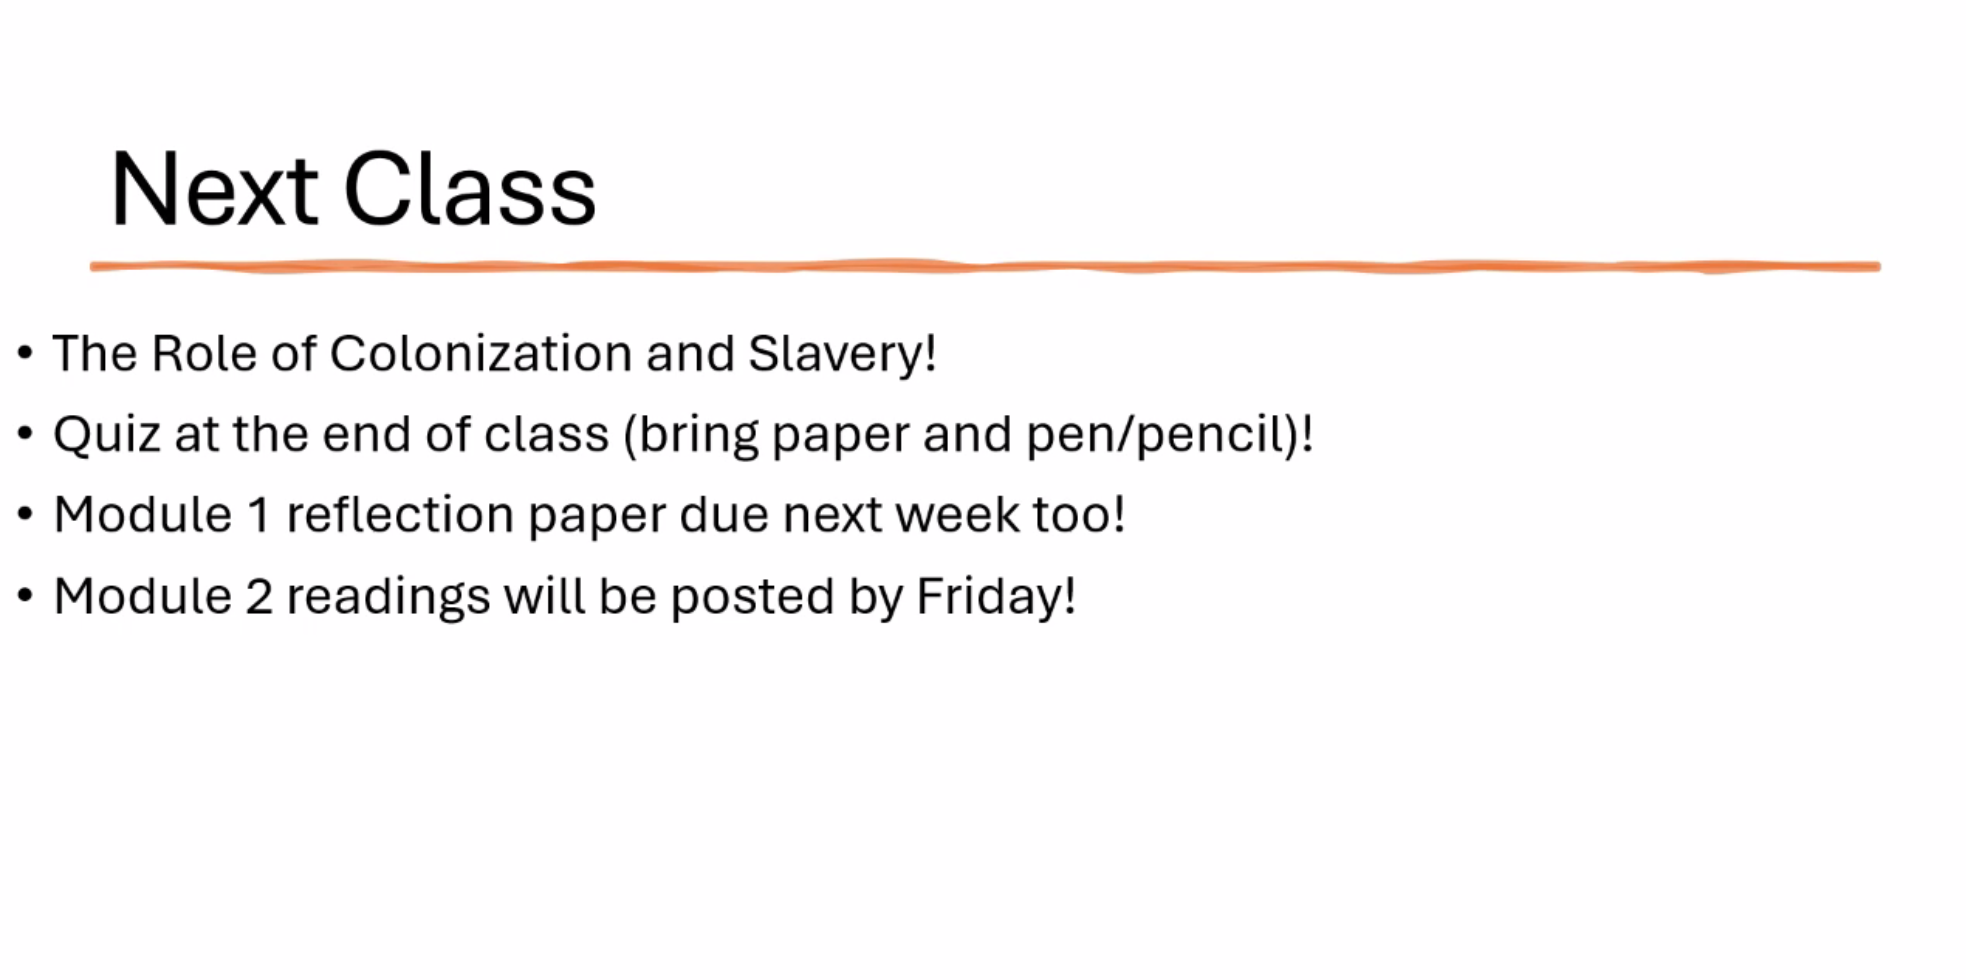 Next Class
• The Role of Colonization and Slavery!
• Quiz at the end of class (bring paper and pen/pencil)!
• Module 1 reflection paper due next week too!
• Module 2 readings will be posted by Friday!